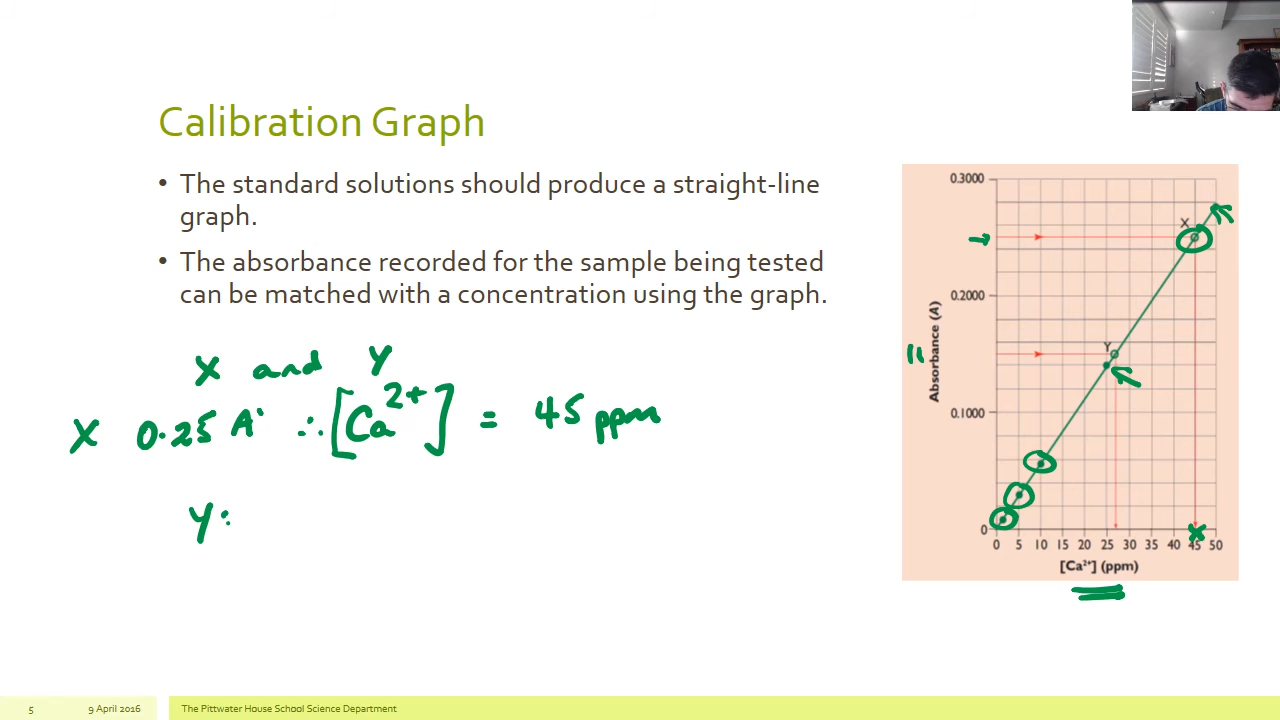 Calibration Graph
• The standard solutions should produce a straight-line
graph.
• The absorbance recorded for the sample being tested
can be matched with a concentration using the graph.
X and Y
X 0.25 A ∴ [Ca²⁺] = 45 ppm
Y:
0.3000
0.2000
0.1000
0
Absorbance (A)
X
Y
0 5 10 15 20 25 30 35 40 45 50
[Ca²⁺] (ppm)
5
9 April 2016
The Pittwater House School Science Department